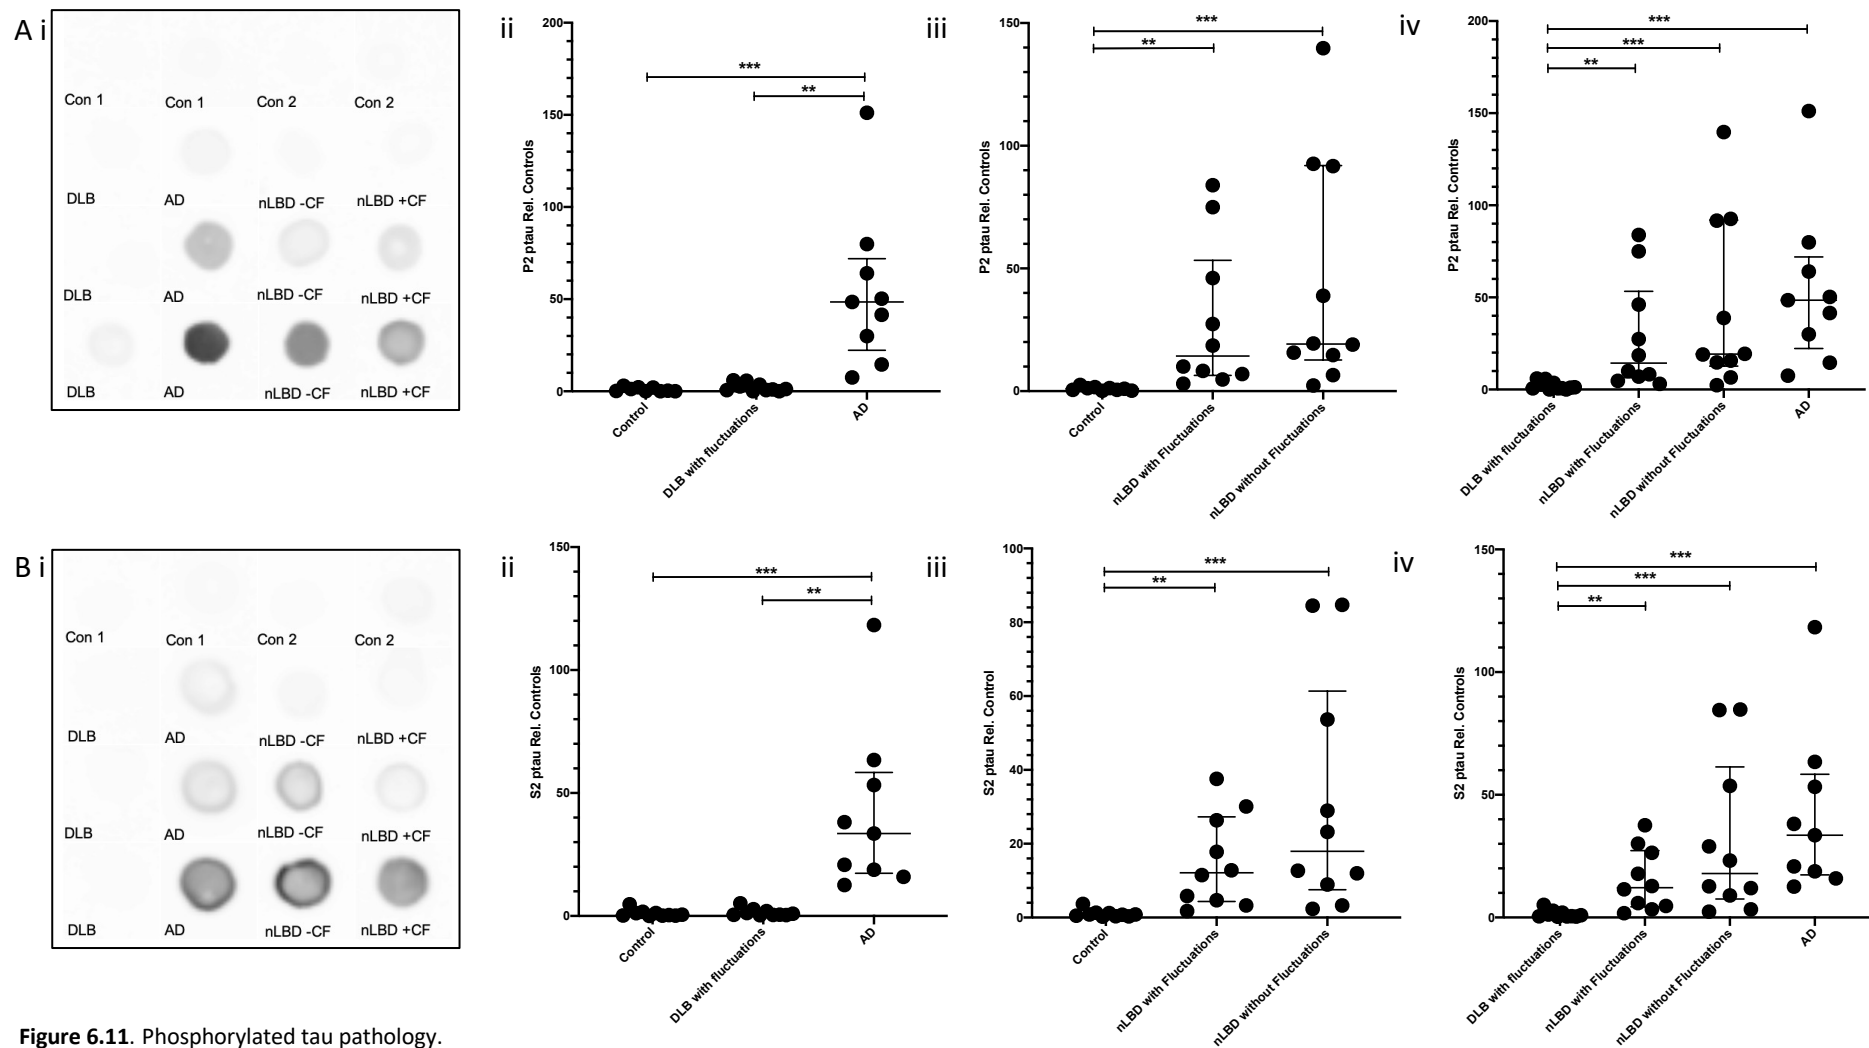 A i
Con 1 Con 1 Con 2 Con 2
DLB AD nLBD -CF nLBD +CF
DLB AD nLBD -CF nLBD +CF
DLB AD nLBD -CF nLBD +CF
ii
P2 ptau Rel. Controls
200
150
100
50
0
***
**
Control
DLB with fluctuations
AD
iii
P2 ptau Rel. Controls
150
100
50
0
***
**
Control
nLBD with Fluctuations
nLBD without Fluctuations
iv
P2 ptau Rel. Controls
200
150
100
50
0
***
***
**
DLB with fluctuations
nLBD with Fluctuations
nLBD without Fluctuations
AD
B i
Con 1 Con 1 Con 2 Con 2
DLB AD nLBD -CF nLBD +CF
DLB AD nLBD -CF nLBD +CF
DLB AD nLBD -CF nLBD +CF
ii
S2 ptau Rel. Controls
150
100
50
0
***
**
Control
DLB with fluctuations
AD
iii
S2 ptau Rel. Control
100
80
60
40
20
0
***
**
Control
nLBD with Fluctuations
nLBD without Fluctuations
iv
S2 ptau Rel. Controls
150
100
50
0
***
***
**
DLB with fluctuations
nLBD with Fluctuations
nLBD without Fluctuations
AD
Figure 6.11. Phosphorylated tau pathology.